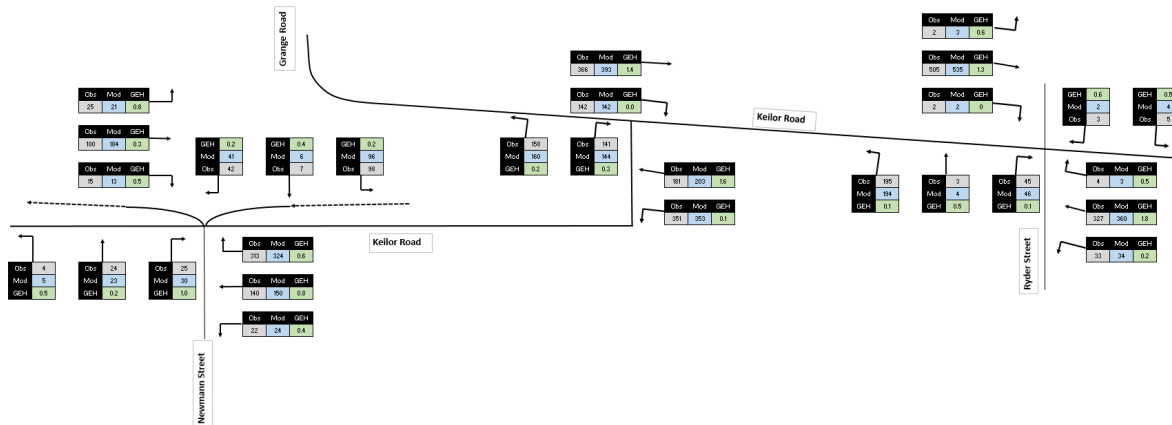 Grange Road
Obs Mod GEH
2 3 0.6
Obs Mod GEH
366 393 1.4
Obs Mod GEH
505 535 1.3
Obs Mod GEH
25 21 0.8
Obs Mod GEH
142 142 0.0
Obs Mod GEH
2 2 0
GEH 0.6
Mod 2
Obs 3
GEH 0.5
Mod 4
Obs 5
Keilor Road
Obs Mod GEH
180 184 0.3
Obs Mod GEH
15 13 0.5
GEH 0.2
Mod 41
Obs 42
GEH 0.4
Mod 6
Obs 7
GEH 0.2
Mod 96
Obs 98
Obs 158
Mod 160
GEH 0.2
Obs 141
Mod 144
GEH 0.3
Obs Mod GEH
181 203 1.6
Obs Mod GEH
351 353 0.1
Obs 195
Mod 194
GEH 0.1
Obs 3
Mod 4
GEH 0.5
Obs 45
Mod 46
GEH 0.1
Obs Mod GEH
4 3 0.5
Obs Mod GEH
327 360 1.8
Obs Mod GEH
33 34 0.2
Ryder Street
Keilor Road
Obs 4
Mod 5
GEH 0.5
Obs 24
Mod 23
GEH 0.2
Obs 25
Mod 30
GEH 1.0
Obs Mod GEH
313 324 0.6
Obs Mod GEH
140 150 0.8
Obs Mod GEH
22 24 0.4
Newmann Street